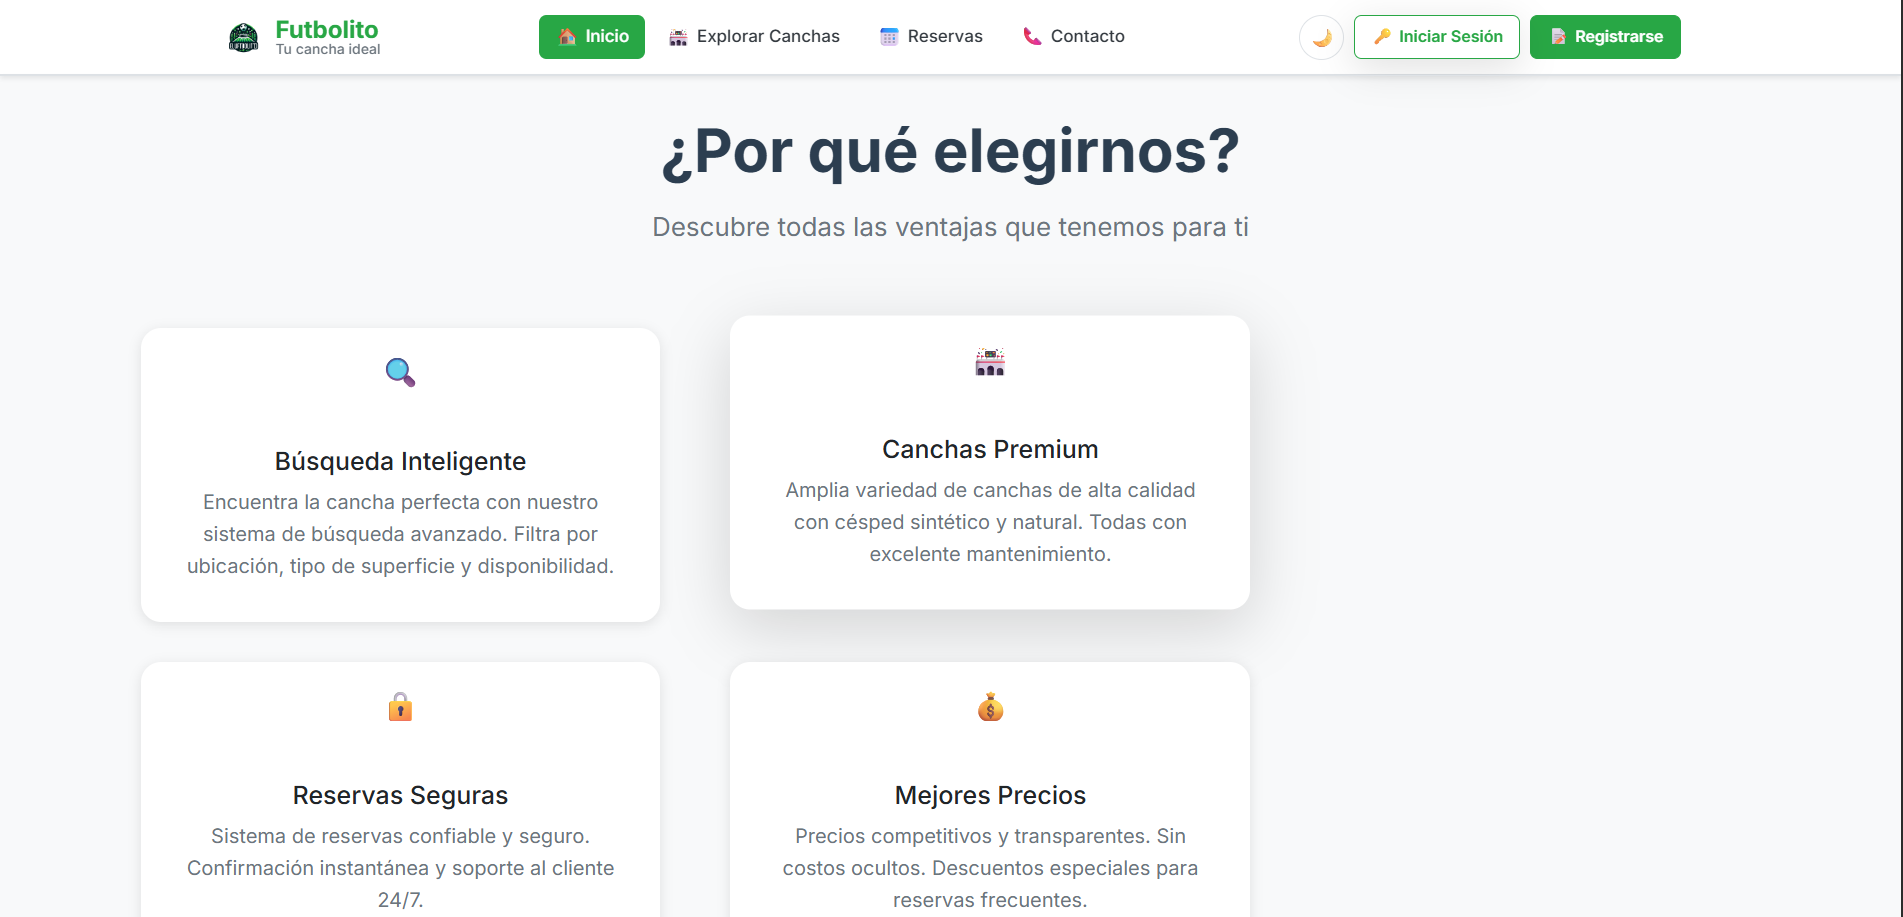 Futbolito
Tu cancha ideal
Inicio
Explorar Canchas
Reservas
Contacto
Iniciar Sesión
Registrarse
¿Por qué elegirnos?
Descubre todas las ventajas que tenemos para ti
Búsqueda Inteligente
Encuentra la cancha perfecta con nuestro
sistema de búsqueda avanzado. Filtra por
ubicación, tipo de superficie y disponibilidad.
Canchas Premium
Amplia variedad de canchas de alta calidad
con césped sintético y natural. Todas con
excelente mantenimiento.
Reservas Seguras
Sistema de reservas confiable y seguro.
Confirmación instantánea y soporte al cliente
24/7.
Mejores Precios
Precios competitivos y transparentes. Sin
costos ocultos. Descuentos especiales para
reservas frecuentes.